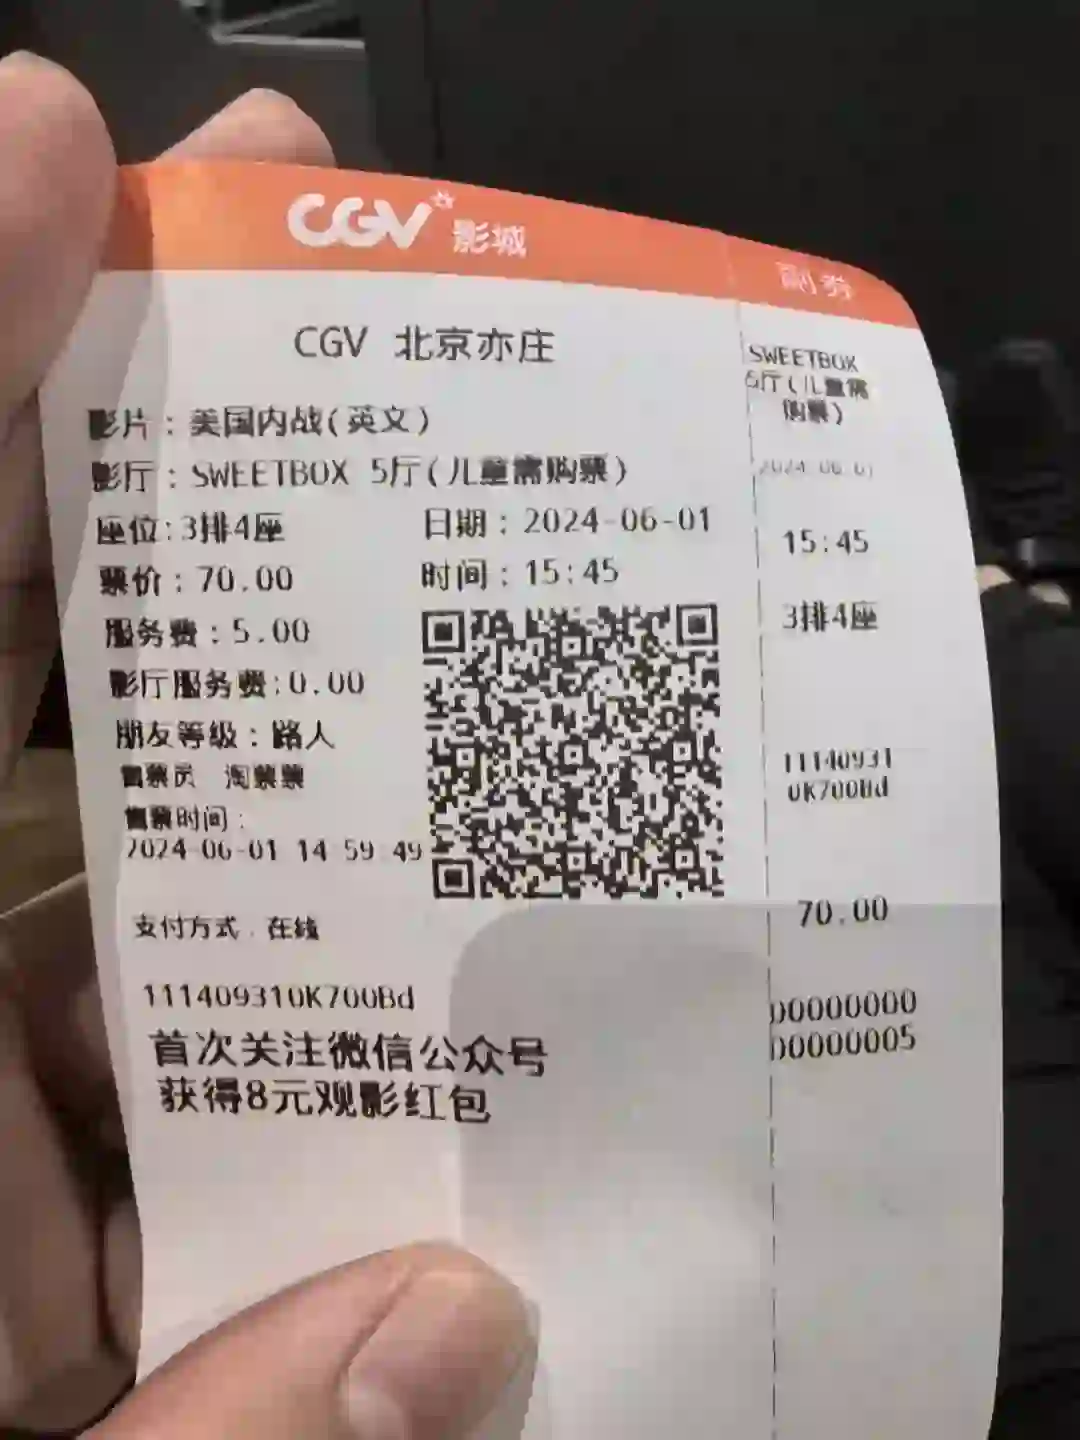 CGV 影城
副券
CGV 北京亦庄
影片：美国内战(英文)
影厅：SWEETBOX 5厅(儿童需购票)
座位:3排4座
日期：2024-06-01
票价：70.00
时间：15:45
服务费：5.00
影厅服务费:0.00
朋友等级：路人
售票员 淘票票
售票时间：
2024-06-01 14:59:49
支付方式：在线
111409310K700Bd
首次关注微信公众号
获得8元观影红包
SWEETBOX
5厅(儿童需
购票)
2024-06-01
15:45
3排4座
11140931
0K700Bd
70.00
00000000
00000005